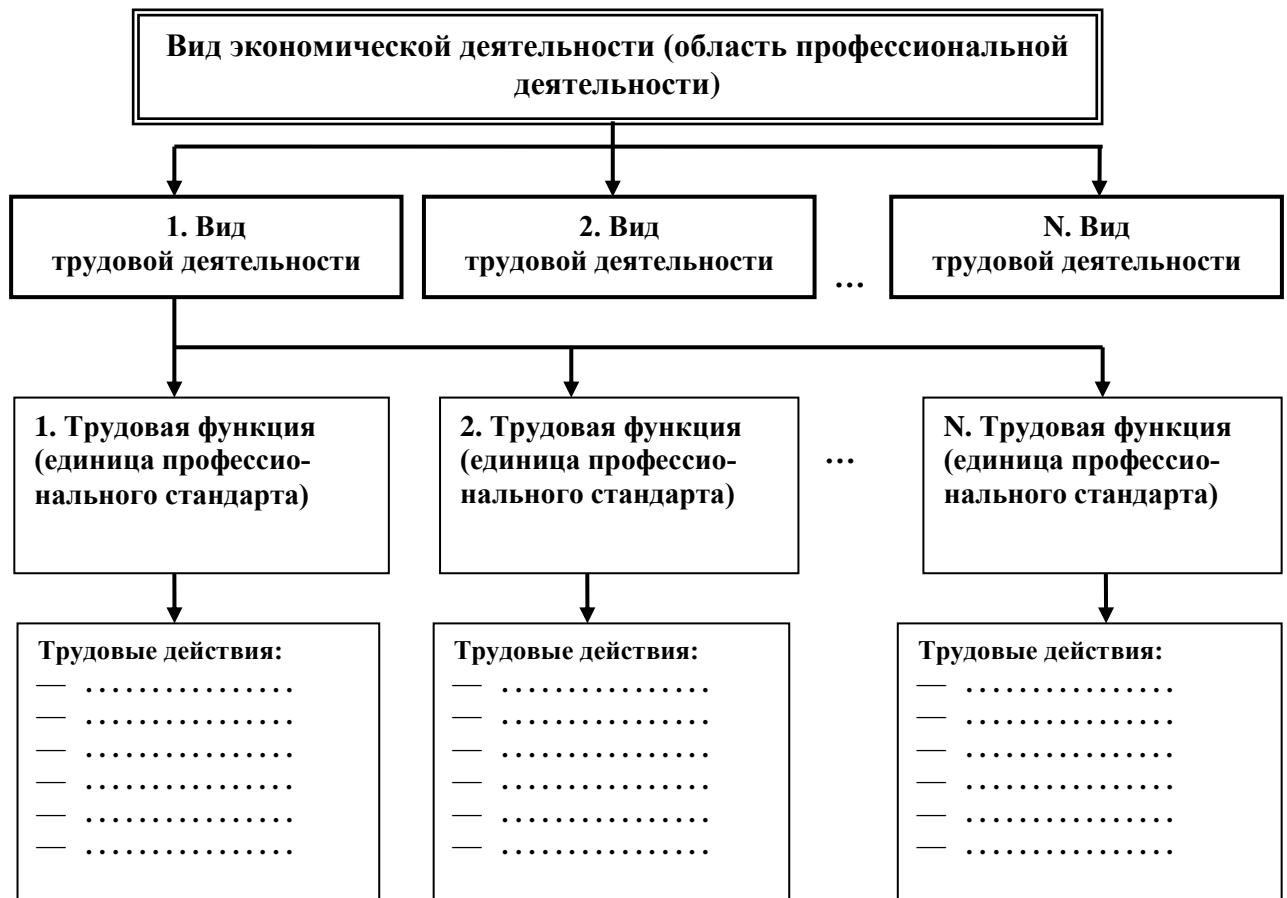 Вид экономической деятельности (область профессиональной
деятельности)
1. Вид
трудовой деятельности
2. Вид
трудовой деятельности
...
N. Вид
трудовой деятельности
1. Трудовая функция
(единица профессио-
нального стандарта)
2. Трудовая функция
(единица профессио-
нального стандарта)
...
N. Трудовая функция
(единица профессио-
нального стандарта)
Трудовые действия:
— ................
— ................
— ................
— ................
— ................
— ................
Трудовые действия:
— ................
— ................
— ................
— ................
— ................
— ................
Трудовые действия:
— ................
— ................
— ................
— ................
— ................
— ................